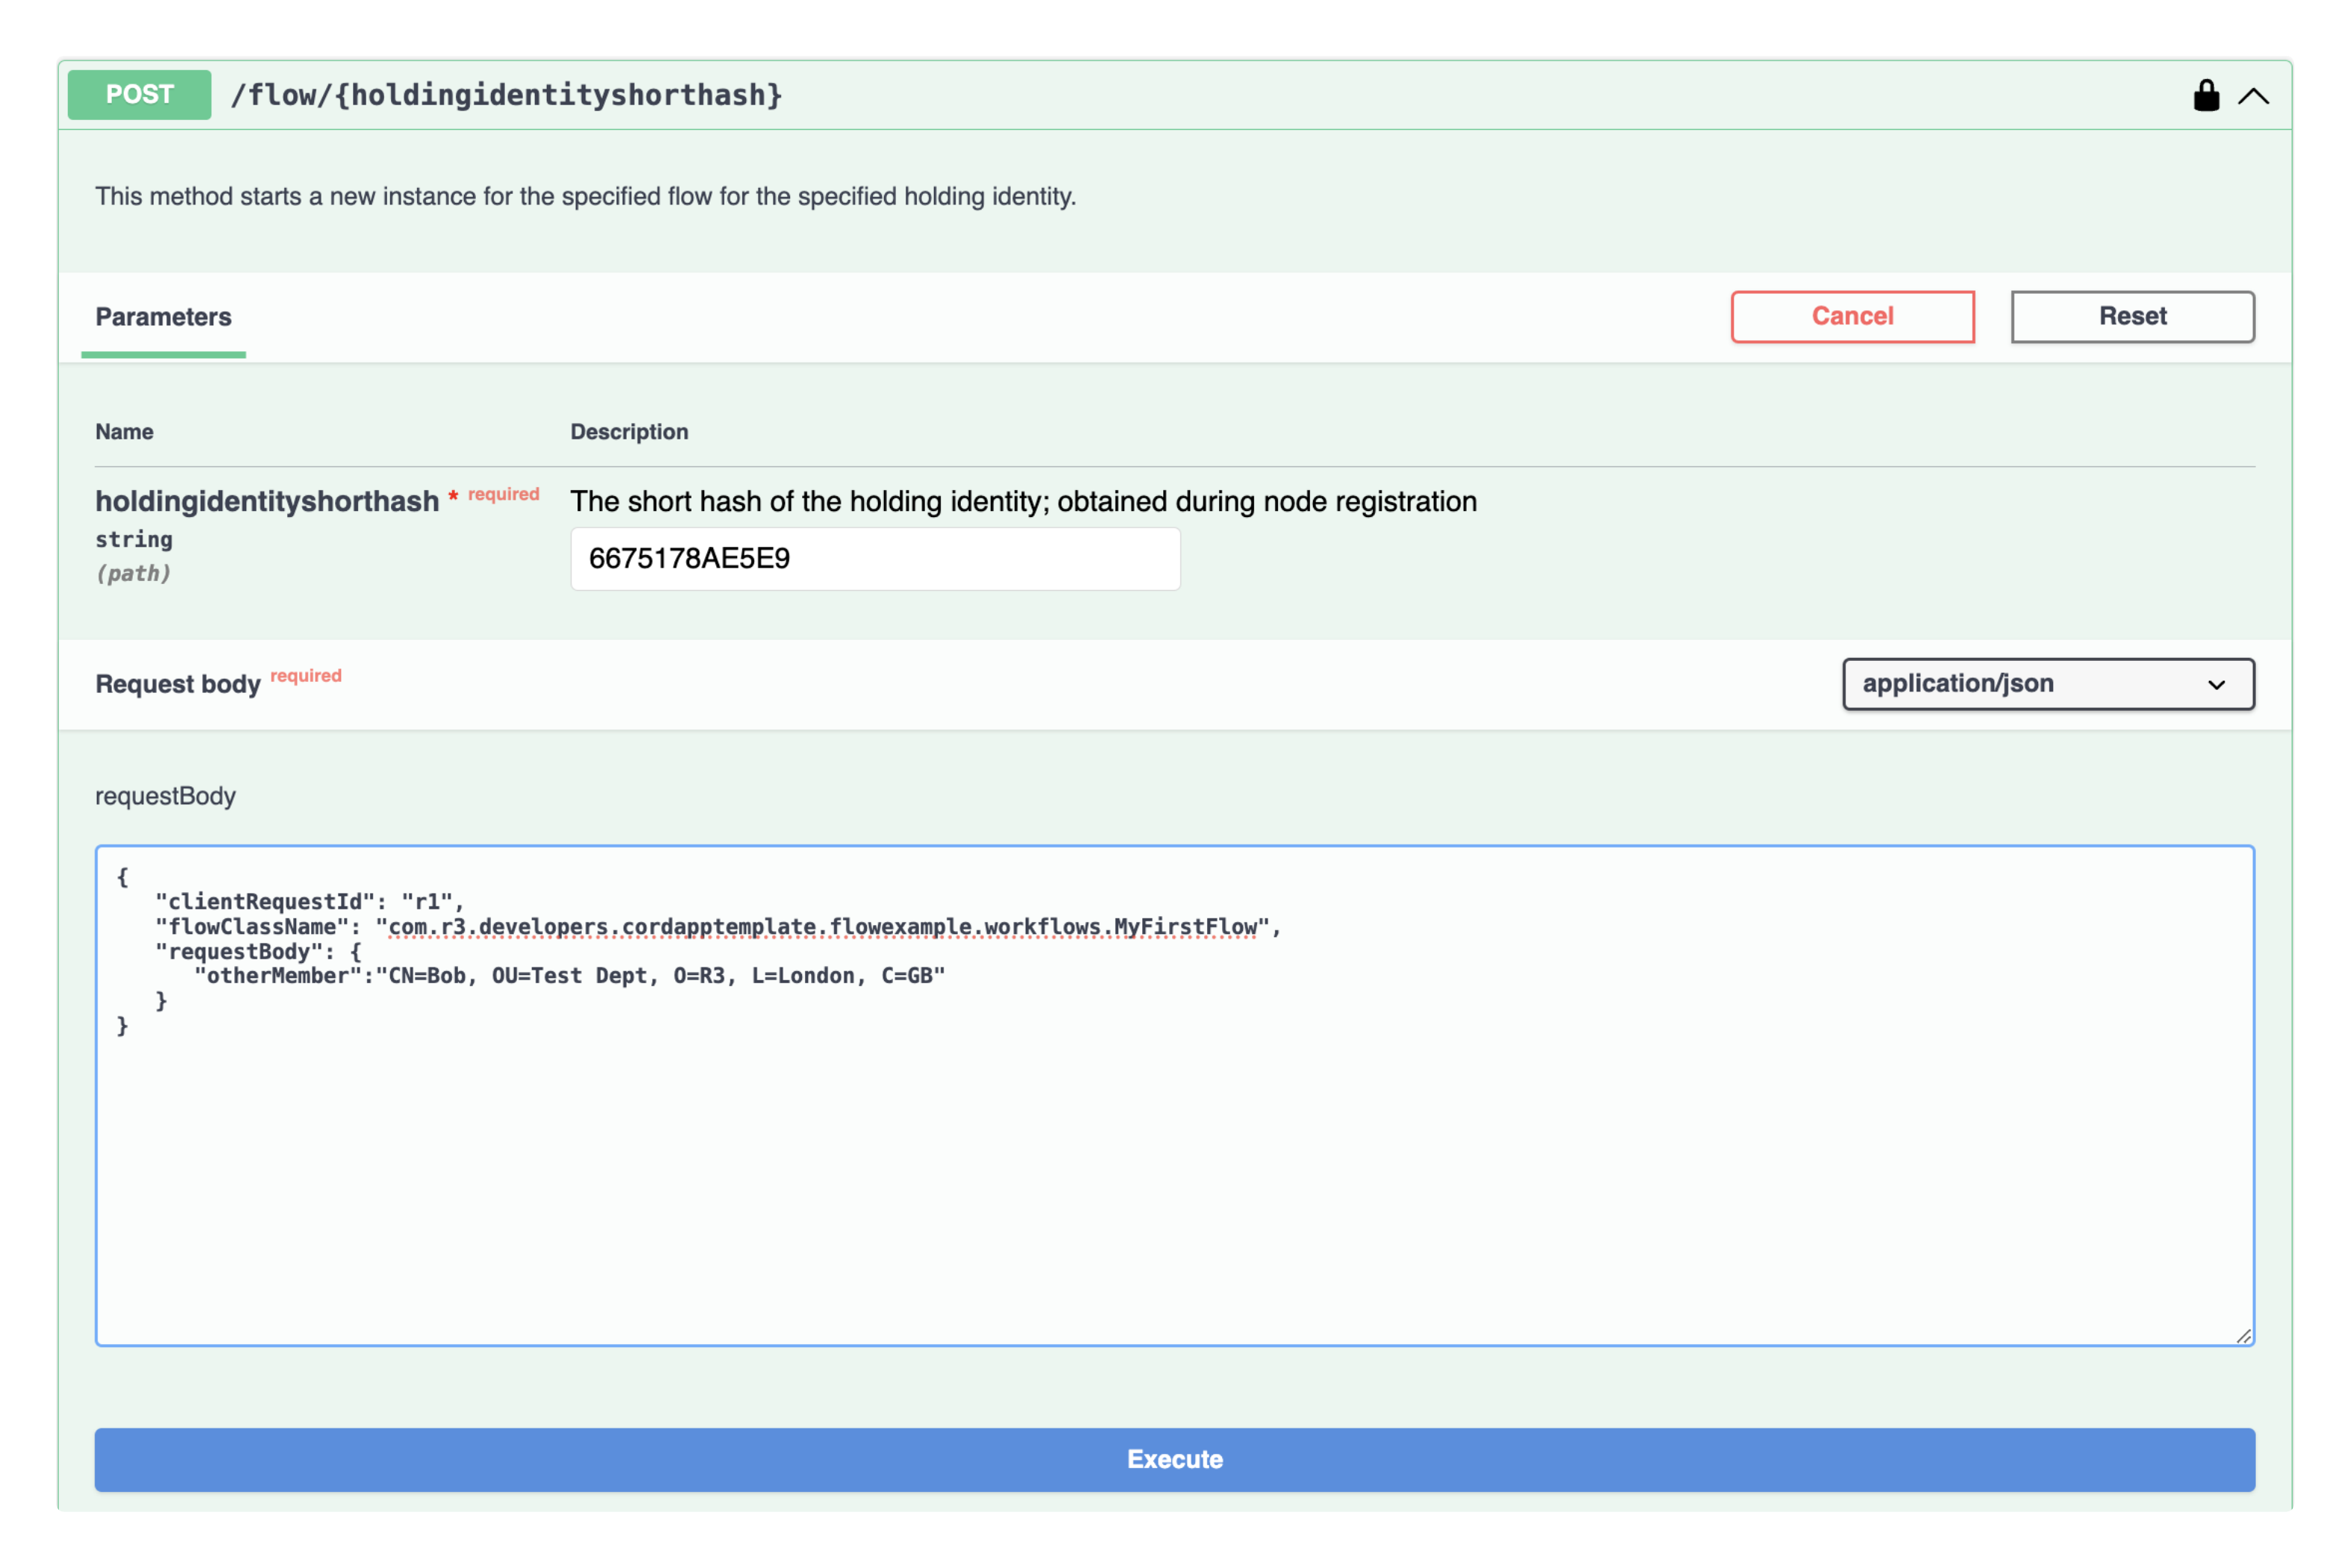 POST /flow/{holdingidentityshorthash}
This method starts a new instance for the specified flow for the specified holding identity.
Parameters
Cancel
Reset
Name Description
holdingidentityshorthash * required
string
(path)
The short hash of the holding identity; obtained during node registration
6675178AE5E9
Request body required
application/json
requestBody
{
   "clientRequestId": "r1",
   "flowClassName": "com.r3.developers.cordapptemplate.flowexample.workflows.MyFirstFlow",
   "requestBody": {
      "otherMember":"CN=Bob, OU=Test Dept, O=R3, L=London, C=GB"
   }
}
Execute